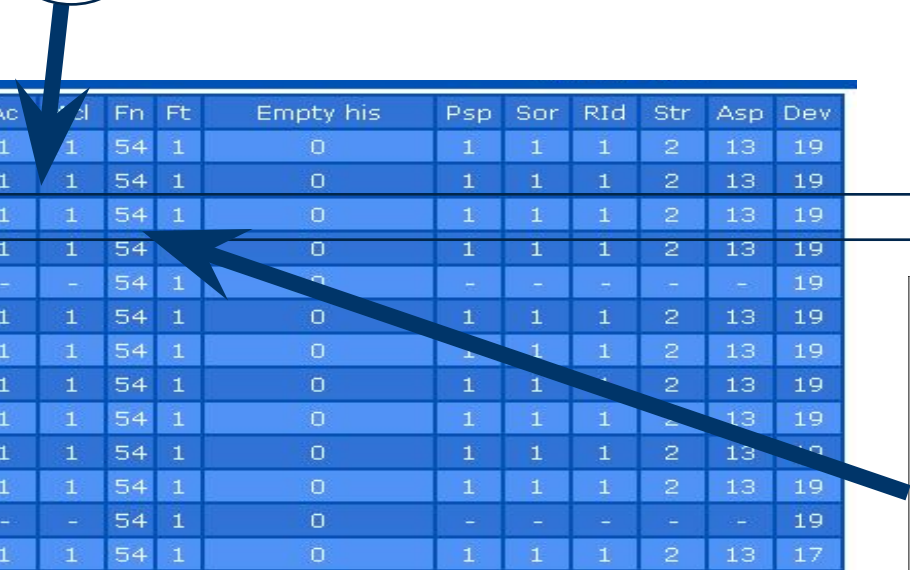 Fn Ft Empty his Psp Sor RId Str Asp Dev
1 1 54 1 0 1 1 1 2 13 19
1 1 54 1 0 1 1 1 2 13 19
1 1 54 1 0 1 1 1 2 13 19
1 1 54 0 1 1 1 2 13 19
- - 54 1 - - - - - 19
1 1 54 1 0 1 1 1 2 13 19
1 1 54 1 0 1 1 1 2 13 19
1 1 54 1 0 1 1 2 13 19
1 1 54 1 0 1 1 1 13 19
1 1 54 1 0 1 1 1 2 13
1 1 54 1 0 1 1 1 2 13 19
- - 54 1 0 - - - - - 19
1 1 54 1 0 1 1 1 2 13 17